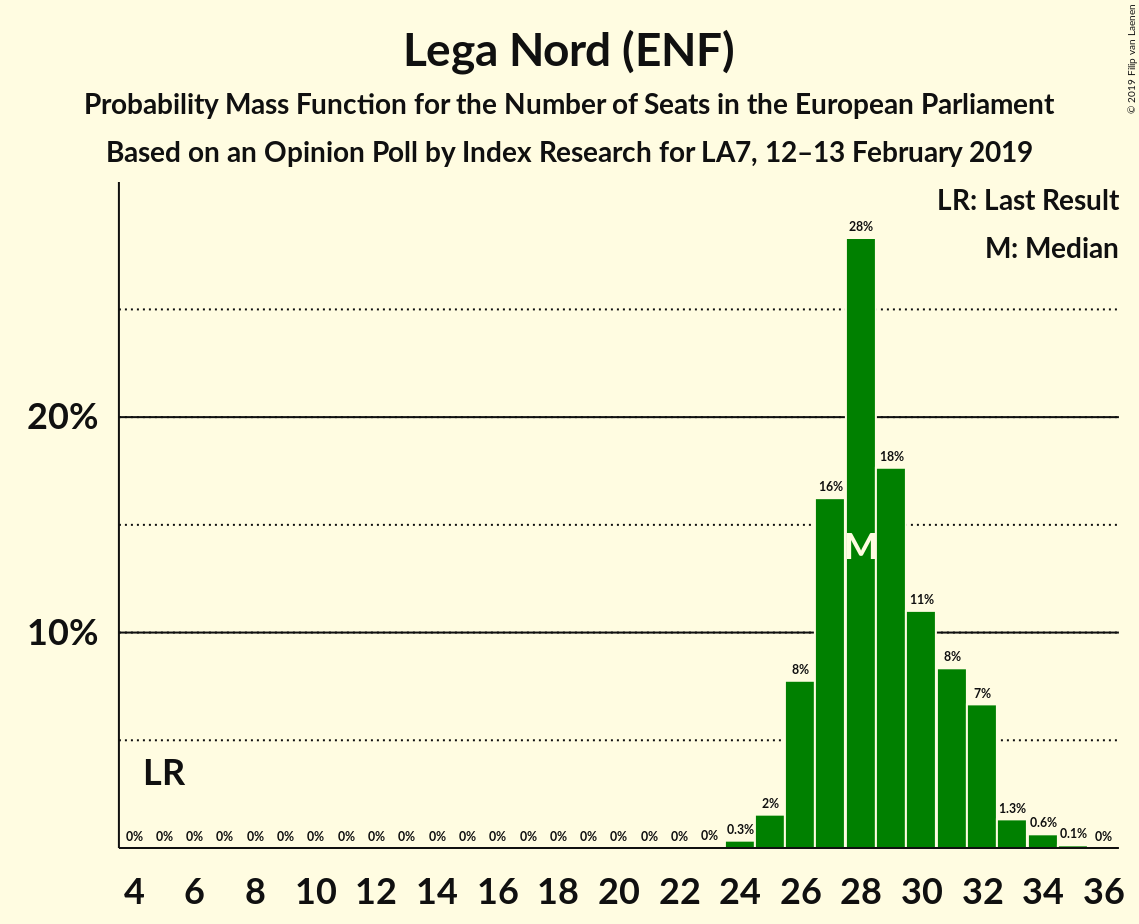 Lega Nord (ENF)
Probability Mass Function for the Number of Seats in the European Parliament
Based on an Opinion Poll by Index Research for LA7, 12–13 February 2019
© 2019 Filip van Laenen
LR: Last Result
M: Median
28%
20%
18%
16%
M
11%
10%
8%
8%
7%
LR
2%
1.3%
0% 0% 0% 0% 0% 0% 0% 0% 0% 0% 0% 0% 0% 0% 0% 0% 0% 0% 0% 0% 0.3% 0.6% 0.1% 0%
4 6 8 10 12 14 16 18 20 22 24 26 28 30 32 34 36